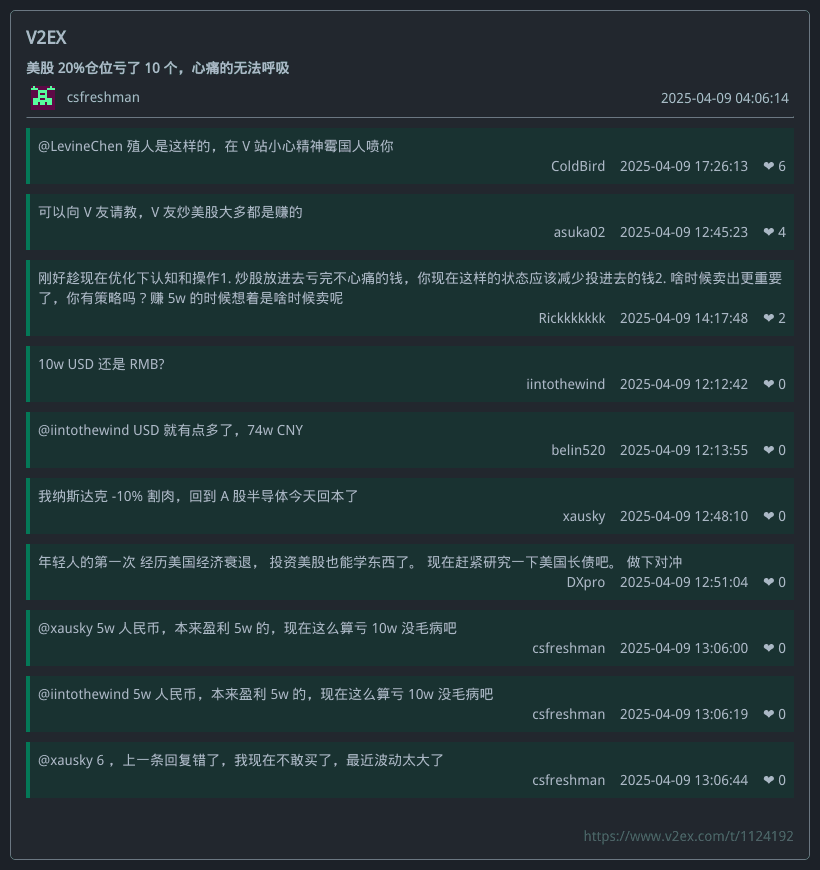 V2EX
美股 20%仓位亏了 10 个，心痛的无法呼吸
csfreshman
2025-04-09 04:06:14
@LevineChen 殖人是这样的，在 V 站小心精神霉国人喷你
ColdBird 2025-04-09 17:26:13 ❤ 6
可以向 V 友请教，V 友炒美股大多都是赚的
asuka02 2025-04-09 12:45:23 ❤ 4
刚好趁现在优化下认知和操作1. 炒股放进去亏完不心痛的钱，你现在这样的状态应该减少投进去的钱2. 啥时候卖出更重要
了，你有策略吗？赚 5w 的时候想着是啥时候卖呢
Rickkkkkkk 2025-04-09 14:17:48 ❤ 2
10w USD 还是 RMB?
iintothewind 2025-04-09 12:12:42 ❤ 0
@iintothewind USD 就有点多了，74w CNY
belin520 2025-04-09 12:13:55 ❤ 0
我纳斯达克 -10% 割肉，回到 A 股半导体今天回本了
xausky 2025-04-09 12:48:10 ❤ 0
年轻人的第一次 经历美国经济衰退， 投资美股也能学东西了。 现在赶紧研究一下美国长债吧。 做下对冲
DXpro 2025-04-09 12:51:04 ❤ 0
@xausky 5w 人民币，本来盈利 5w 的，现在这么算亏 10w 没毛病吧
csfreshman 2025-04-09 13:06:00 ❤ 0
@iintothewind 5w 人民币，本来盈利 5w 的，现在这么算亏 10w 没毛病吧
csfreshman 2025-04-09 13:06:19 ❤ 0
@xausky 6 ，上一条回复错了，我现在不敢买了，最近波动太大了
csfreshman 2025-04-09 13:06:44 ❤ 0
https://www.v2ex.com/t/1124192